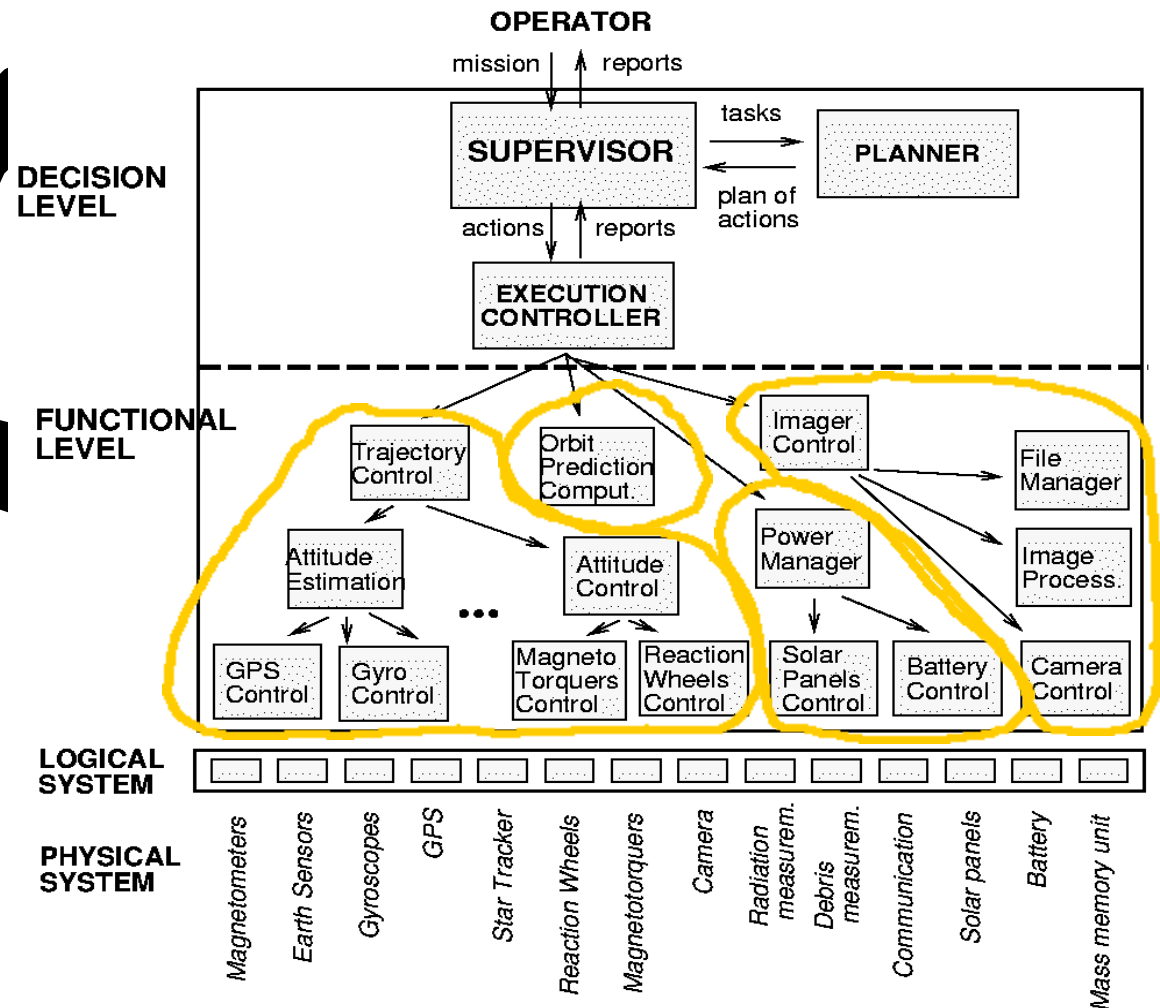 OPERATOR
mission
reports
DECISION
LEVEL
SUPERVISOR
tasks
PLANNER
plan of
actions
actions
reports
EXECUTION
CONTROLLER
FUNCTIONAL
LEVEL
Trajectory
Control
Orbit
Prediction
Comput.
Imager
Control
File
Manager
Attitude
Estimation
Attitude
Control
Power
Manager
Image
Process.
...
GPS
Control
Gyro
Control
Magneto
Torquers
Control
Reaction
Wheels
Control
Solar
Panels
Control
Battery
Control
Camera
Control
LOGICAL
SYSTEM
PHYSICAL
SYSTEM
Magnetometers
Earth Sensors
Gyroscopes
GPS
Star Tracker
Reaction Wheels
Magnetotorquers
Camera
Radiation
measurem.
Debris
measurem.
Communication
Solar panels
Battery
Mass memory unit